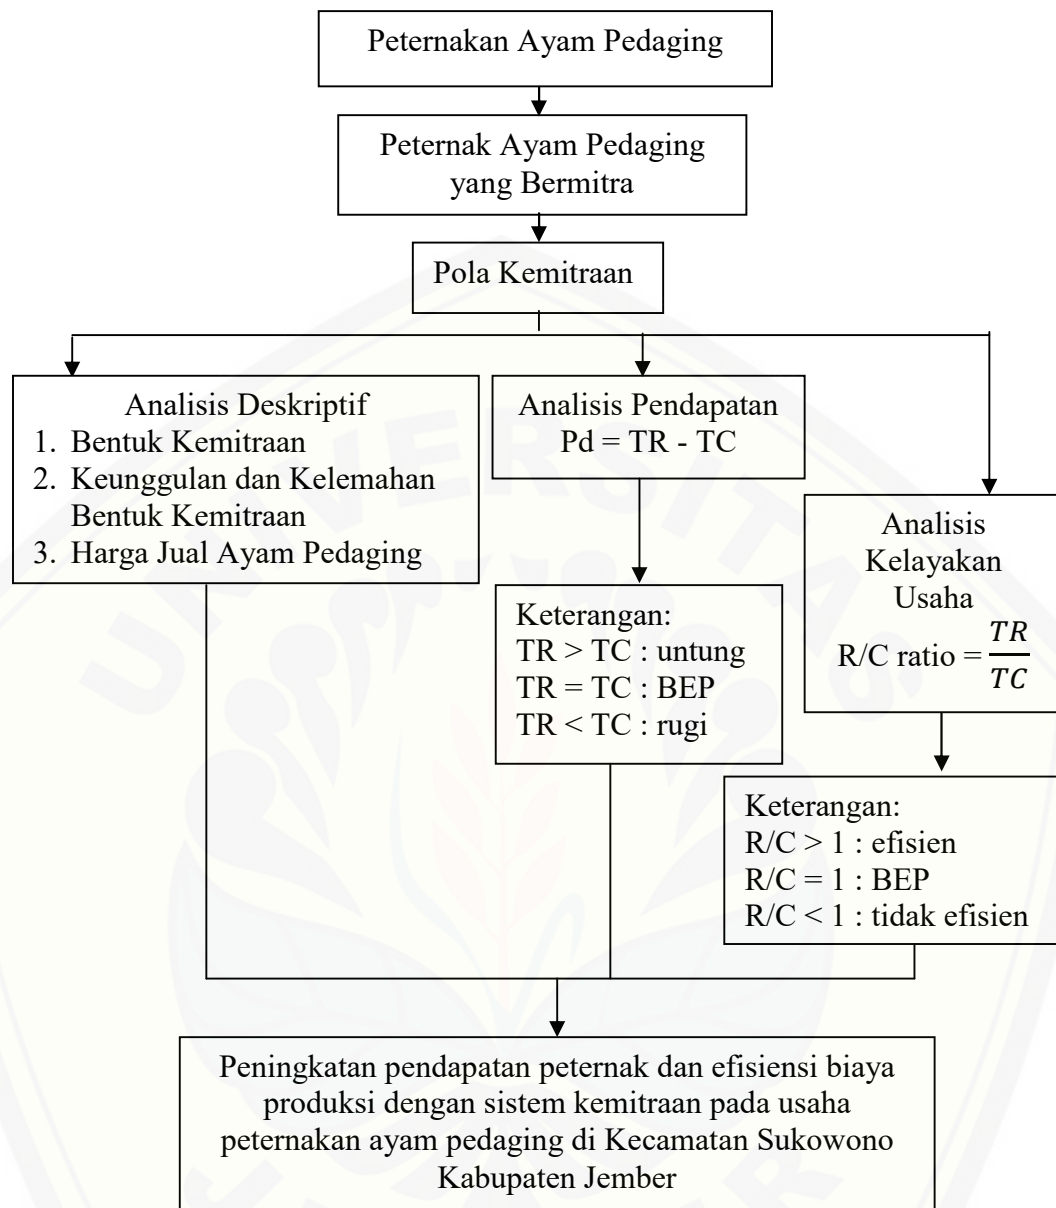 Peternakan Ayam Pedaging
Peternak Ayam Pedaging
yang Bermitra
Pola Kemitraan
Analisis Deskriptif
1. Bentuk Kemitraan
2. Keunggulan dan Kelemahan
Bentuk Kemitraan
3. Harga Jual Ayam Pedaging
Analisis Pendapatan
Pd = TR - TC
Keterangan:
TR > TC : untung
TR = TC : BEP
TR < TC : rugi
Analisis
Kelayakan
Usaha
R/C ratio = TR/TC
Keterangan:
R/C > 1 : efisien
R/C = 1 : BEP
R/C < 1 : tidak efisien
Peningkatan pendapatan peternak dan efisiensi biaya
produksi dengan sistem kemitraan pada usaha
peternakan ayam pedaging di Kecamatan Sukowono
Kabupaten Jember
UNIVERSITAS